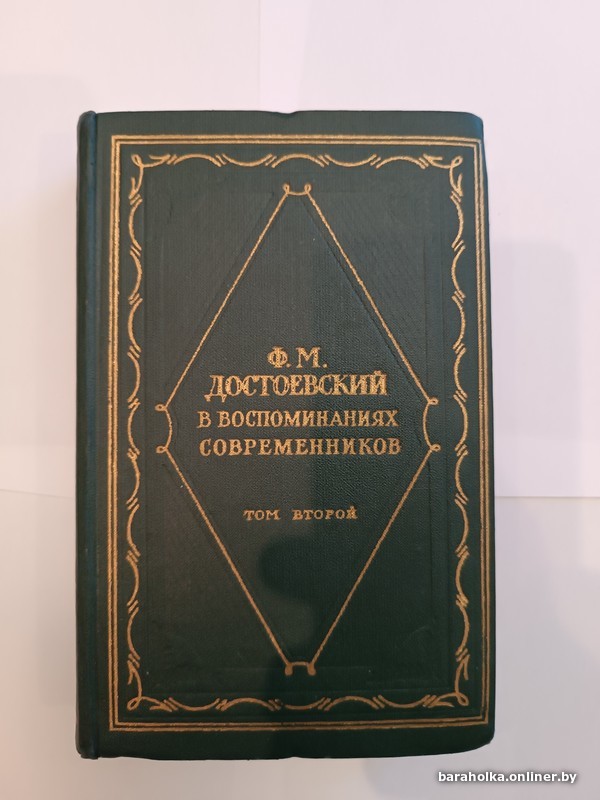 Ф. М.
ДОСТОЕВСКИЙ
В ВОСПОМИНАНИЯХ
СОВРЕМЕННИКОВ
ТОМ ВТОРОЙ
baraholka.onliner.by